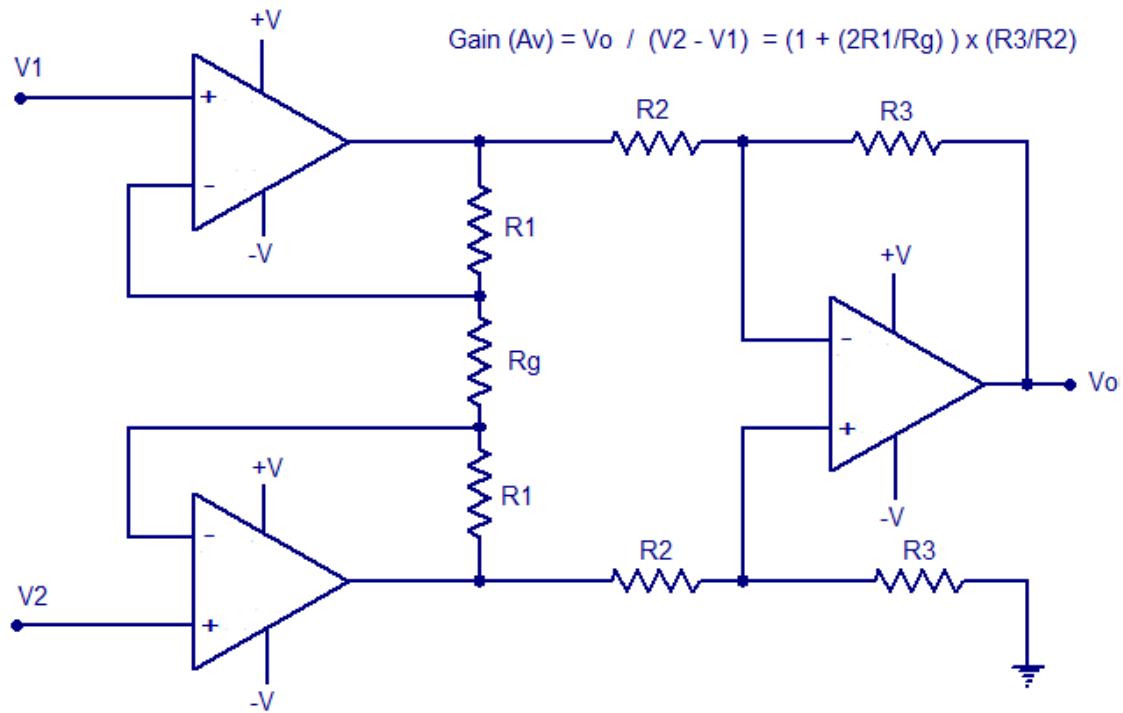 Gain (Av) = Vo / (V2 - V1) = (1 + (2R1/Rg) ) x (R3/R2)
+V
V1
+
-
-V
R2
R3
R1
+V
-
+
-V
Vo
Rg
R1
+V
-
+
-V
V2
R2
R3